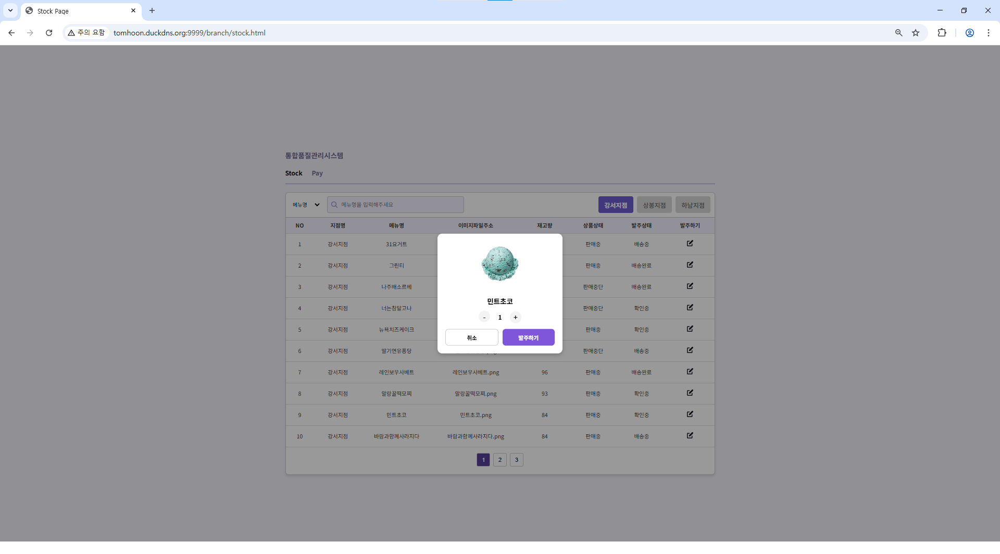 Stock Page
주의 요함
tomhoon.duckdns.org:9999/branch/stock.html
통합품질관리시스템
Stock Pay
메뉴명 메뉴명을 입력해주세요 강서지점 상봉지점 하남지점
NO 지점명 메뉴명 이미지파일주소 재고량 상품상태 발주상태 발주하기
1 강서지점 31요거트 판매중 배송중
2 강서지점 그린티 판매중 배송완료
3 강서지점 나주배소르베 판매중단 배송완료
4 강서지점 너는참달고나 판매중단 확인중
5 강서지점 뉴욕치즈케이크 판매중 확인중
6 강서지점 딸기연유퐁당 판매중단 배송중
7 강서지점 레인보우샤베트 레인보우샤베트.png 96 판매중 배송완료
8 강서지점 말랑꿀떡모찌 말랑꿀떡모찌.png 93 판매중 확인중
9 강서지점 민트초코 민트초코.png 84 판매중 확인중
10 강서지점 바람과함께사라지다 바람과함께사라지다.png 84 판매중 배송중
민트초코
- 1 +
취소 발주하기
1 2 3